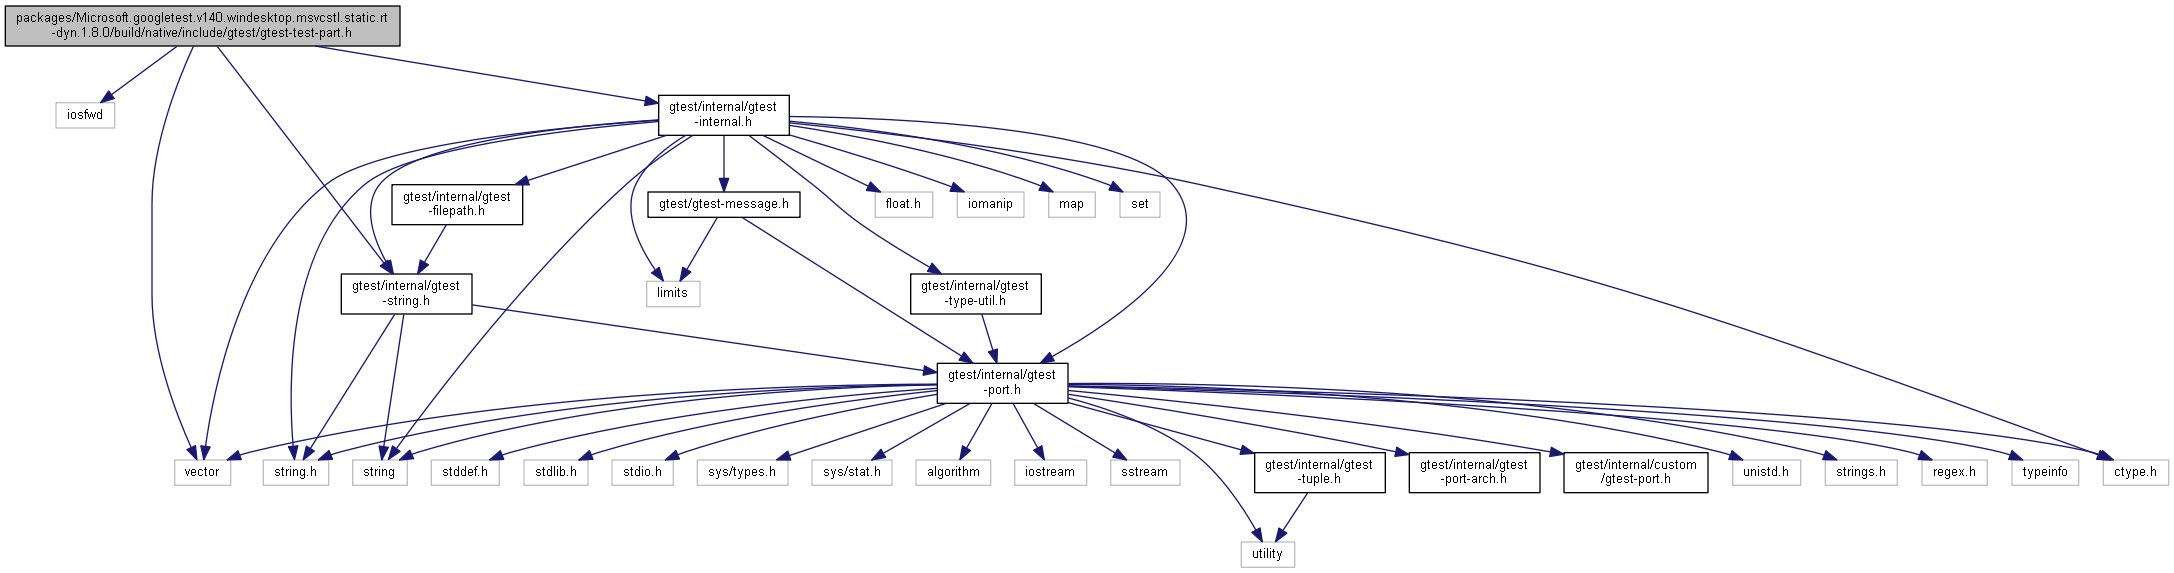 packages/Microsoft.googletest.v140.windesktop.msvcstl.static.rt
-dyn.1.8.0/build/native/include/gtest/gtest-test-part.h
iosfwd
gtest/internal/gtest
-internal.h
gtest/internal/gtest
-filepath.h
gtest/gtest-message.h
float.h
iomanip
map
set
gtest/internal/gtest
-string.h
limits
gtest/internal/gtest
-type-util.h
gtest/internal/gtest
-port.h
vector
string.h
string
stddef.h
stdlib.h
stdio.h
sys/types.h
sys/stat.h
algorithm
iostream
sstream
gtest/internal/gtest
-tuple.h
gtest/internal/gtest
-port-arch.h
gtest/internal/custom
/gtest-port.h
unistd.h
strings.h
regex.h
typeinfo
ctype.h
utility